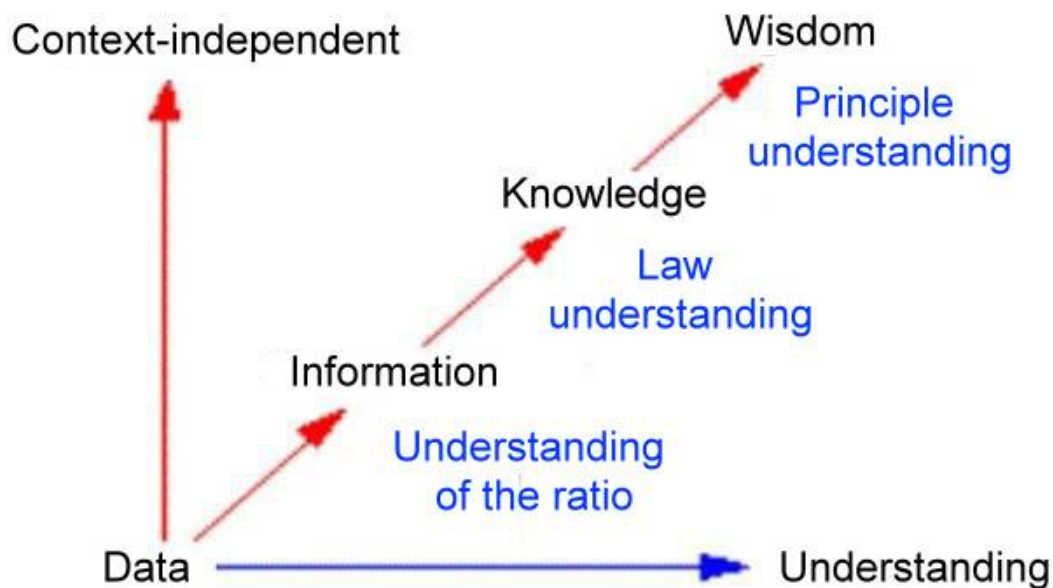 Context-independent
Wisdom
Principle
understanding
Knowledge
Law
understanding
Information
Understanding
of the ratio
Data
Understanding